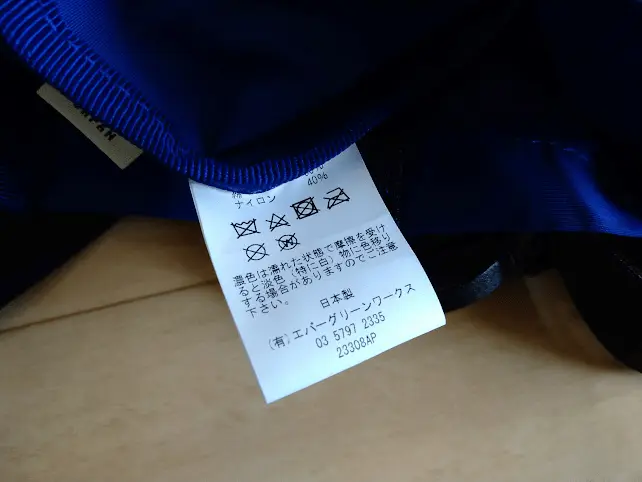 綿
ナイロン 40%
濃色は濡れた状態で摩擦を受け
ると淡色（特に白）物に色移り
する場合がありますのでご注意
下さい。
日本製
(有)エバーグリーンワークス
03 5797 2335
23308AP